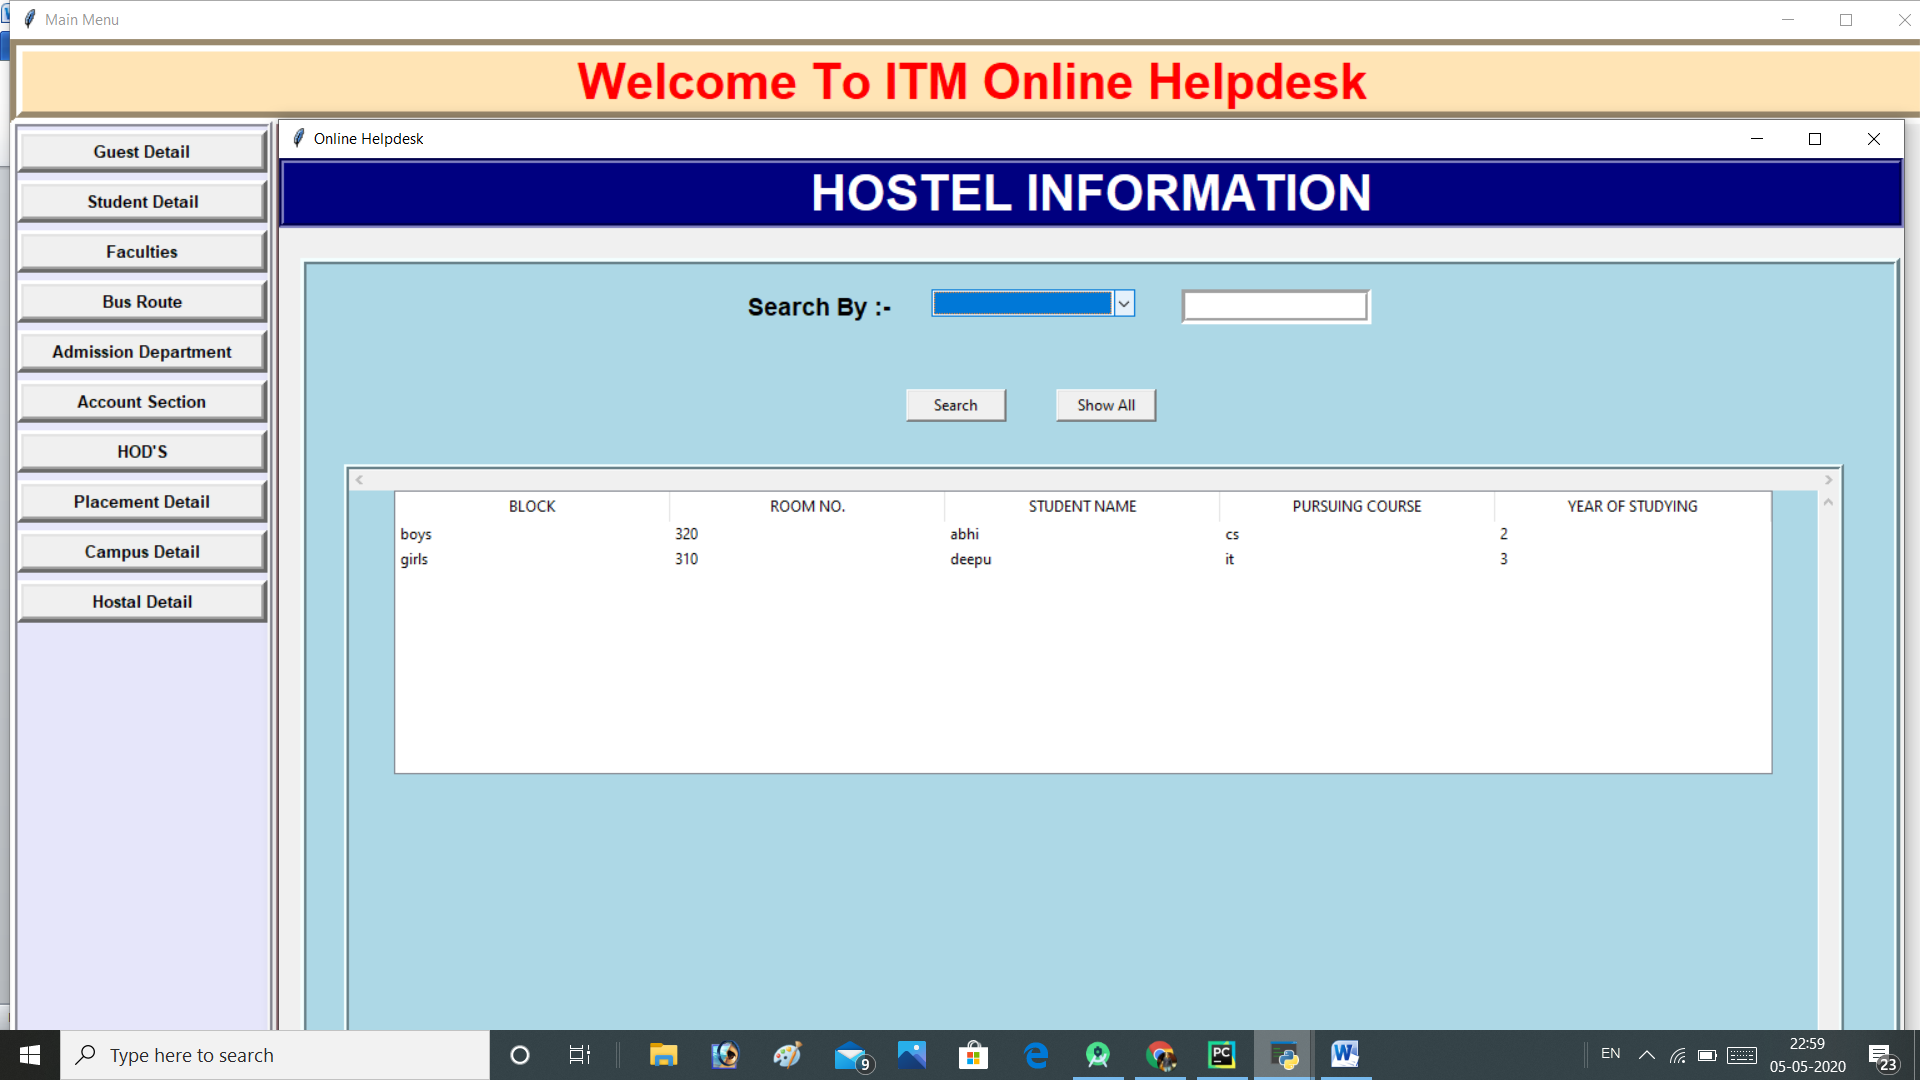 Main Menu
Welcome To ITM Online Helpdesk
Guest Detail
Student Detail
Faculties
Bus Route
Admission Department
Account Section
HOD'S
Placement Detail
Campus Detail
Hostal Detail
Online Helpdesk
HOSTEL INFORMATION
Search By :-
Search Show All
BLOCK ROOM NO. STUDENT NAME PURSUING COURSE YEAR OF STUDYING
boys 320 abhi cs 2
girls 310 deepu it 3
Type here to search
9
PC
W
EN
22:59
05-05-2020
23